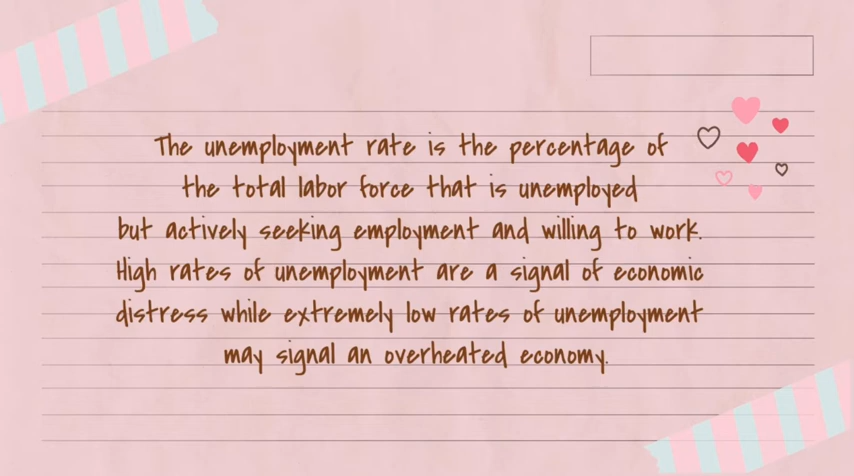 The unemployment rate is the percentage of
the total labor force that is unemployed
but actively seeking employment and willing to work.
High rates of unemployment are a signal of economic
distress while extremely low rates of unemployment
may signal an overheated economy.